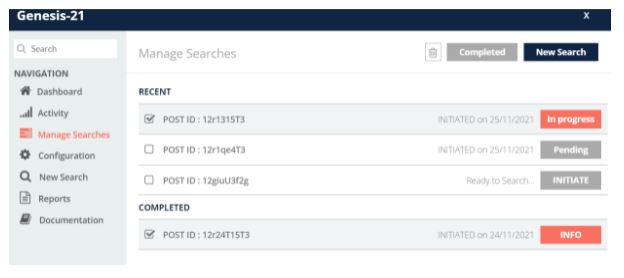 Genesis-21 X
Search
Manage Searches Completed New Search
NAVIGATION
Dashboard
Activity
Manage Searches
Configuration
New Search
Reports
Documentation
RECENT
POST ID : 12r1315T3 INITIATED on 25/11/2021 In progress
POST ID : 12r1qe4T3 INITIATED on 25/11/2021 Pending
POST ID : 12giuU3f2g Ready to Search... INITIATE
COMPLETED
POST ID : 12r24T15T3 INITIATED on 24/11/2021 INFO